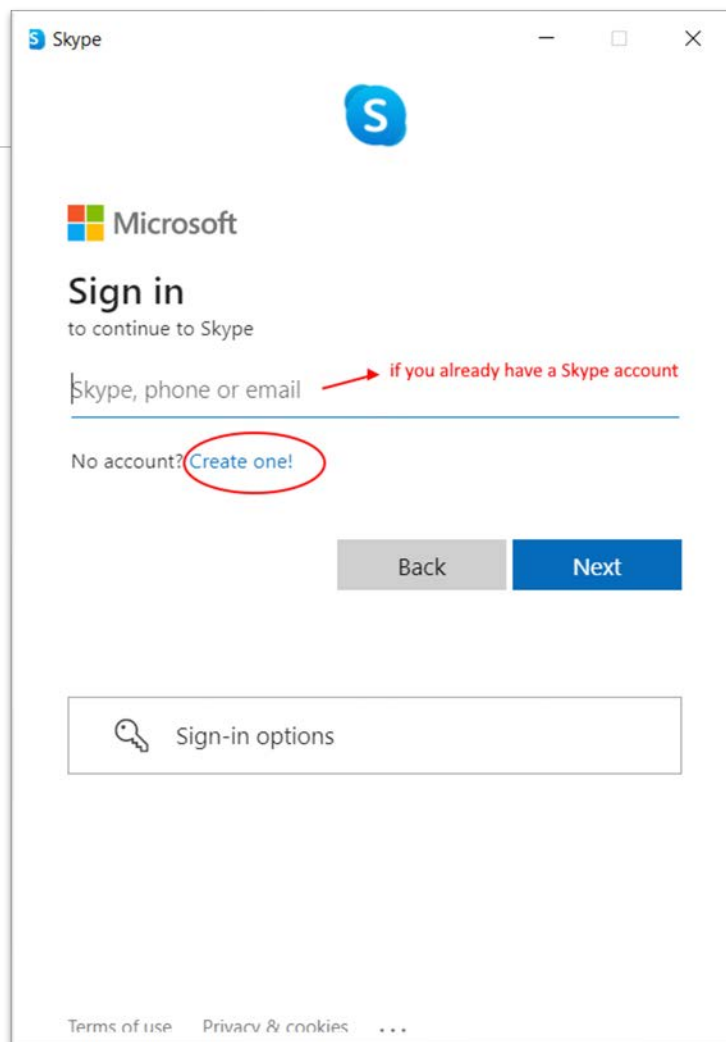 Skype
S
Microsoft
Sign in
to continue to Skype
Skype, phone or email if you already have a Skype account
No account? Create one!
Back Next
Sign-in options
Terms of use Privacy & cookies ...